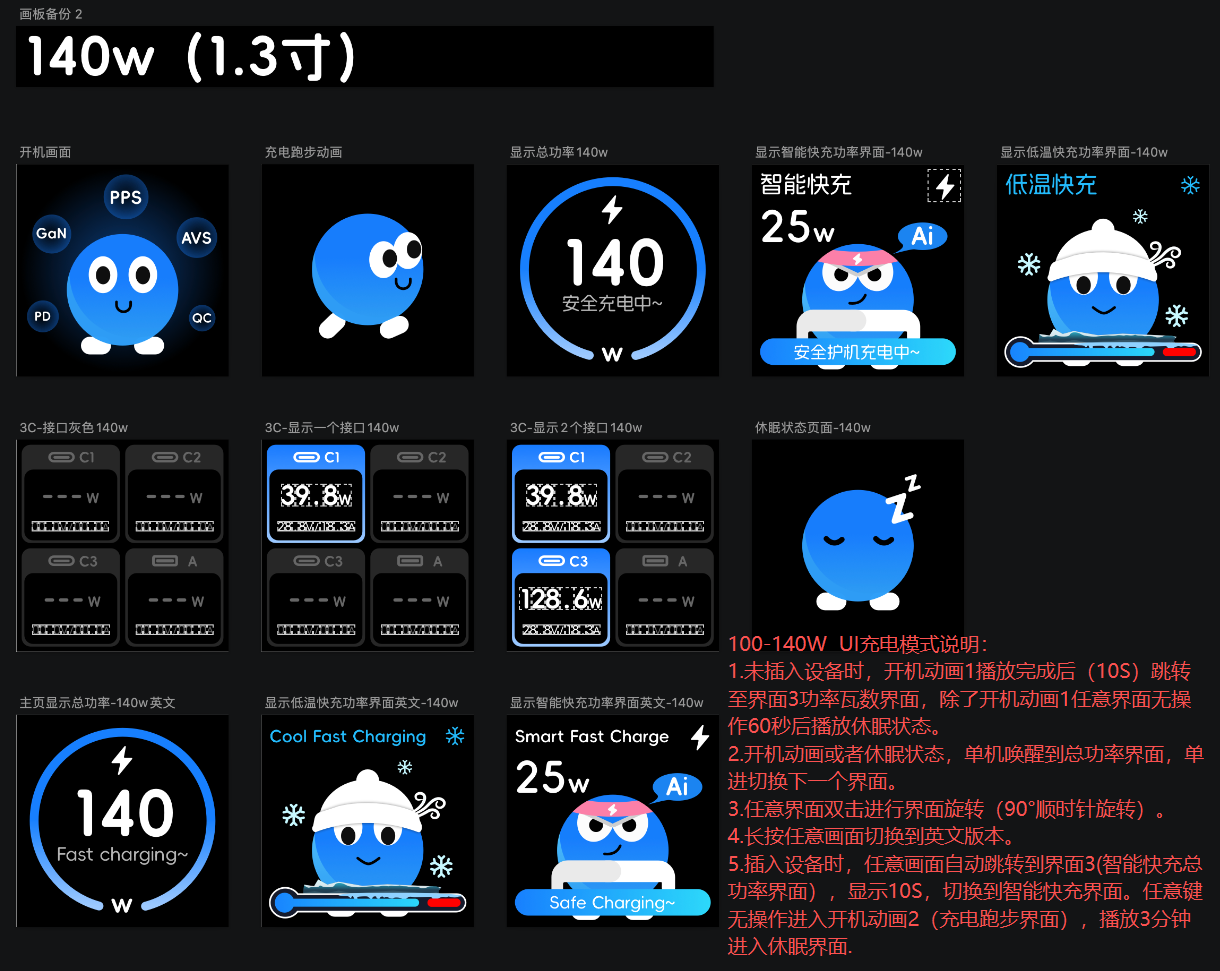 画板备份 2
140w（1.3寸）
开机画面
充电跑步动画
显示总功率140w
显示智能快充功率界面-140w
显示低温快充功率界面-140w
PPS
GaN
AVS
PD
QC
140
安全充电中~
W
智能快充
25w
Ai
安全护机充电中~
低温快充
3C-接口灰色140w
3C-显示一个接口140w
3C-显示2个接口140w
休眠状态页面-140w
C1
C2
---W
---W
C3
A
---W
---W
C1
C2
39.8w
---W
28.8V/18.3A
C3
A
---W
---W
C1
C2
39.8w
---W
28.8V/18.3A
C3
A
128.6w
---W
28.8V/18.3A
z
Z
100-140W UI充电模式说明：
1.未插入设备时，开机动画1播放完成后（10S）跳转
至界面3功率瓦数界面，除了开机动画1任意界面无操
作60秒后播放休眠状态。
2.开机动画或者休眠状态，单机唤醒到总功率界面，单
进切换下一个界面。
3.任意界面双击进行界面旋转（90°顺时针旋转）。
4.长按任意画面切换到英文版本。
5.插入设备时，任意画面自动跳转到界面3(智能快充总
功率界面），显示10S，切换到智能快充界面。任意键
无操作进入开机动画2（充电跑步界面），播放3分钟
进入休眠界面.
主页显示总功率-140w英文
显示低温快充功率界面英文-140w
显示智能快充功率界面英文-140w
140
Fast charging~
W
Cool Fast Charging
Smart Fast Charge
25w
Ai
Safe Charging~